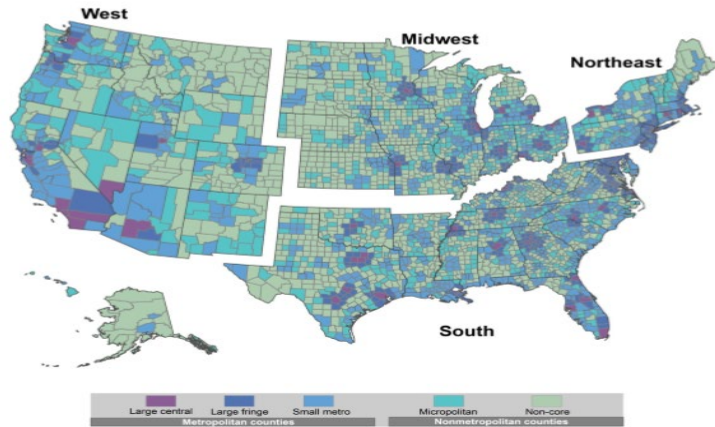 West
Midwest
Northeast
South
Large central Large fringe Small metro Micropolitan Non-core
Metropolitan counties Nonmetropolitan counties